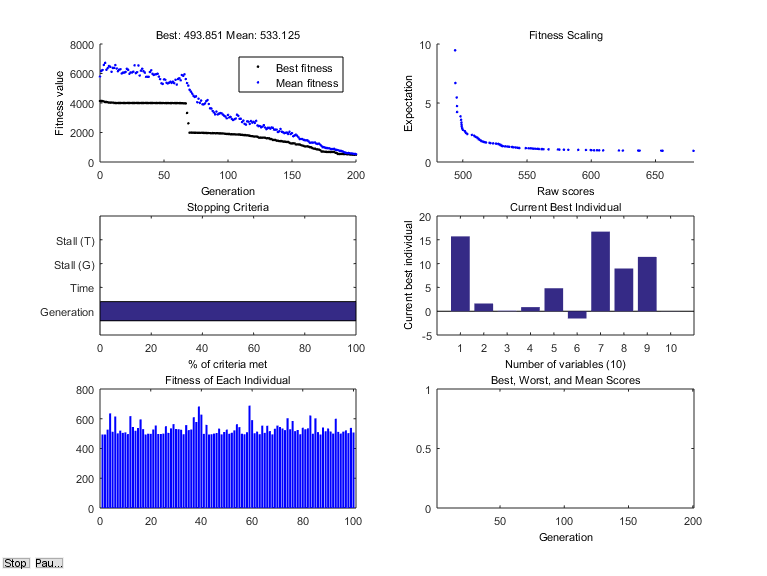 Best: 493.851 Mean: 533.125
Fitness value
8000
6000
4000
2000
0
Best fitness
Mean fitness
0 50 100 150 200
Generation
Fitness Scaling
Expectation
10
5
0
500 550 600 650
Raw scores
Stopping Criteria
Stall (T)
Stall (G)
Time
Generation
0 20 40 60 80 100
% of criteria met
Current Best Individual
Current best individual
20
15
10
5
0
-5
1 2 3 4 5 6 7 8 9 10
Number of variables (10)
Fitness of Each Individual
800
600
400
200
0
0 20 40 60 80 100
Best, Worst, and Mean Scores
1
0.5
0
50 100 150 200
Generation
Stop Pau...